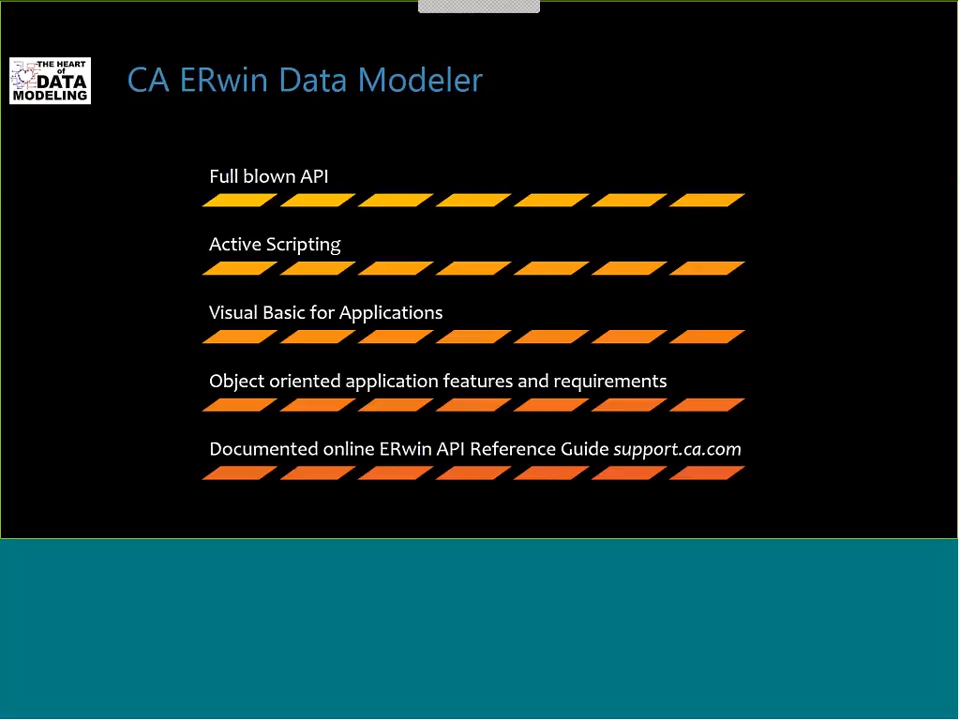 THE HEART
of
DATA
MODELING
CA ERwin Data Modeler
Full blown API
Active Scripting
Visual Basic for Applications
Object oriented application features and requirements
Documented online ERwin API Reference Guide support.ca.com